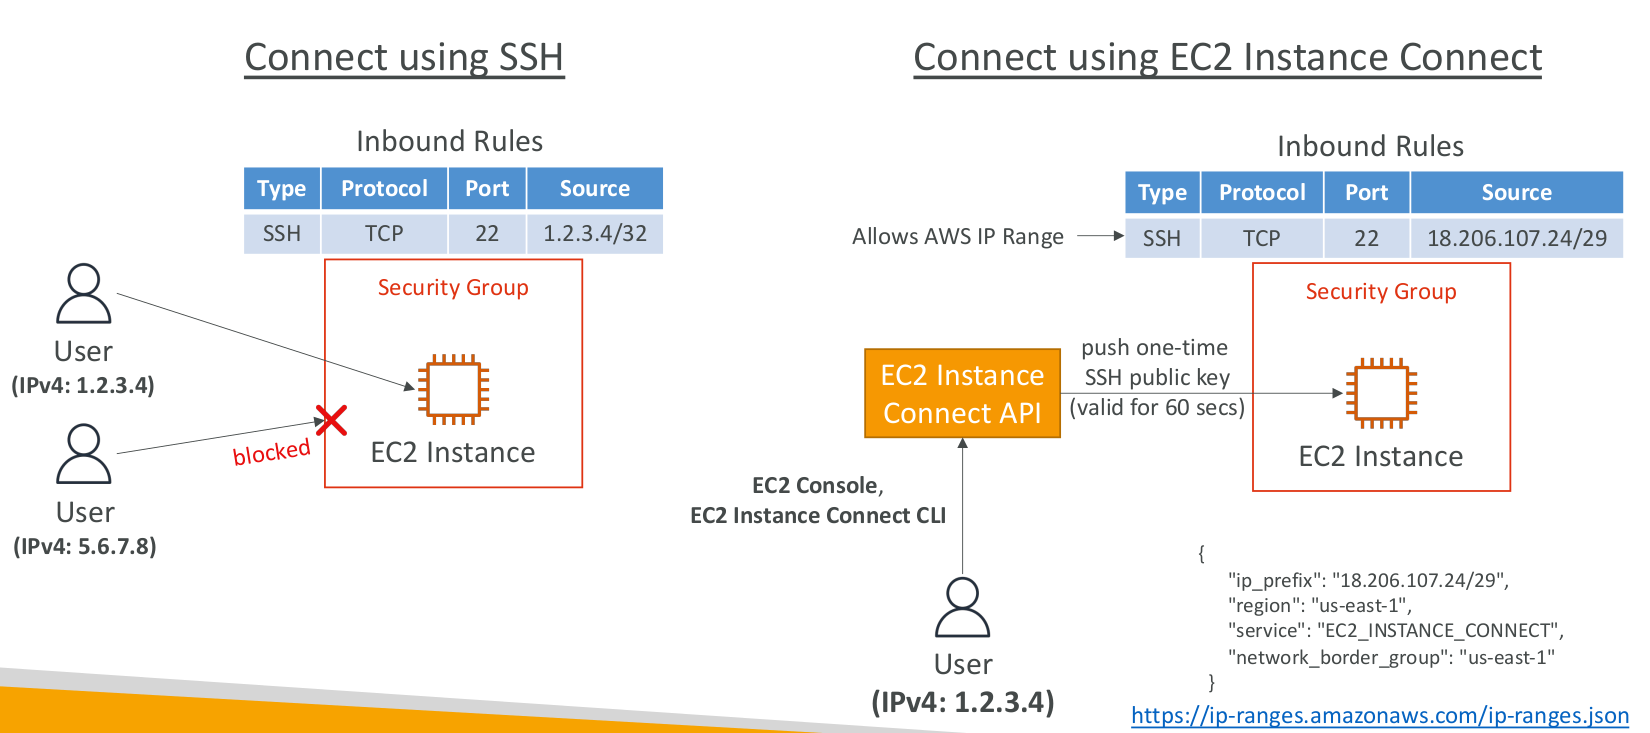 Connect using SSH
Inbound Rules
Type Protocol Port Source
SSH TCP 22 1.2.3.4/32
Security Group
User
(IPv4: 1.2.3.4)
blocked
EC2 Instance
User
(IPv4: 5.6.7.8)
Connect using EC2 Instance Connect
Inbound Rules
Type Protocol Port Source
Allows AWS IP Range
SSH TCP 22 18.206.107.24/29
Security Group
EC2 Instance
Connect API
push one-time
SSH public key
(valid for 60 secs)
EC2 Instance
EC2 Console,
EC2 Instance Connect CLI
User
(IPv4: 1.2.3.4)
{
"ip_prefix": "18.206.107.24/29",
"region": "us-east-1",
"service": "EC2_INSTANCE_CONNECT",
"network_border_group": "us-east-1"
}
https://ip-ranges.amazonaws.com/ip-ranges.json